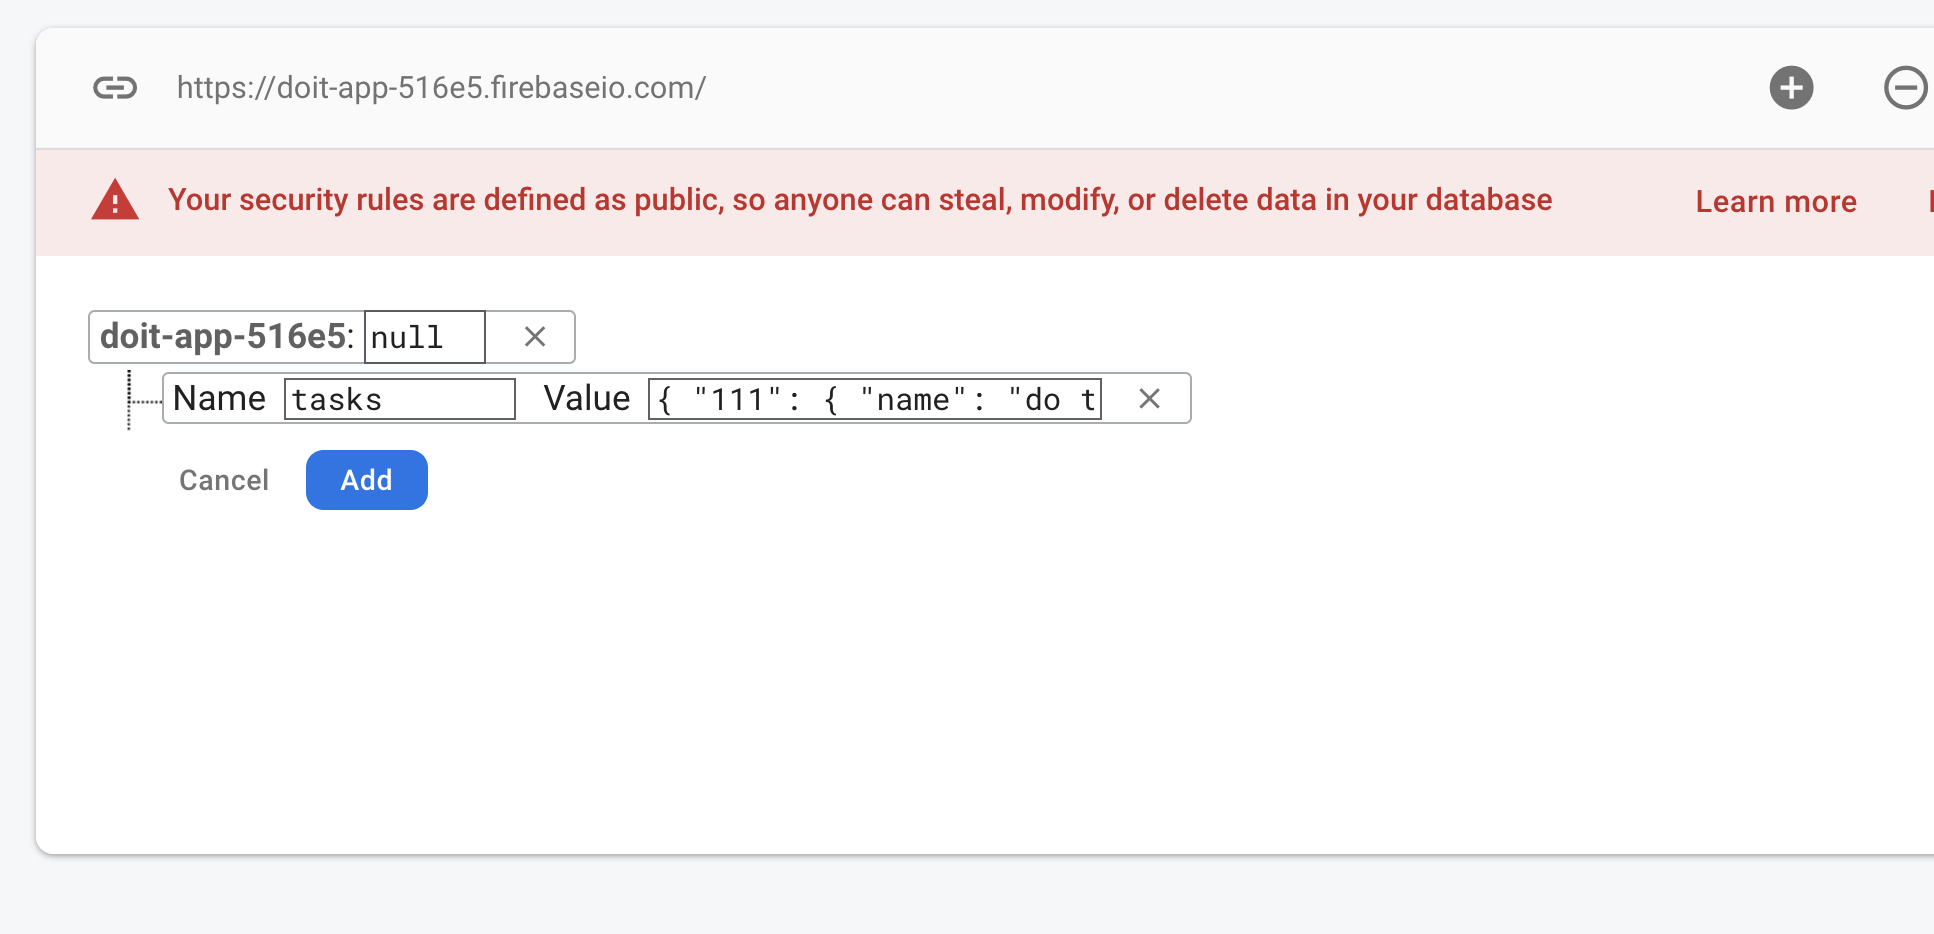 https://doit-app-516e5.firebaseio.com/
Your security rules are defined as public, so anyone can steal, modify, or delete data in your database Learn more
doit-app-516e5: null
Name tasks Value { "111": { "name": "do t
Cancel Add